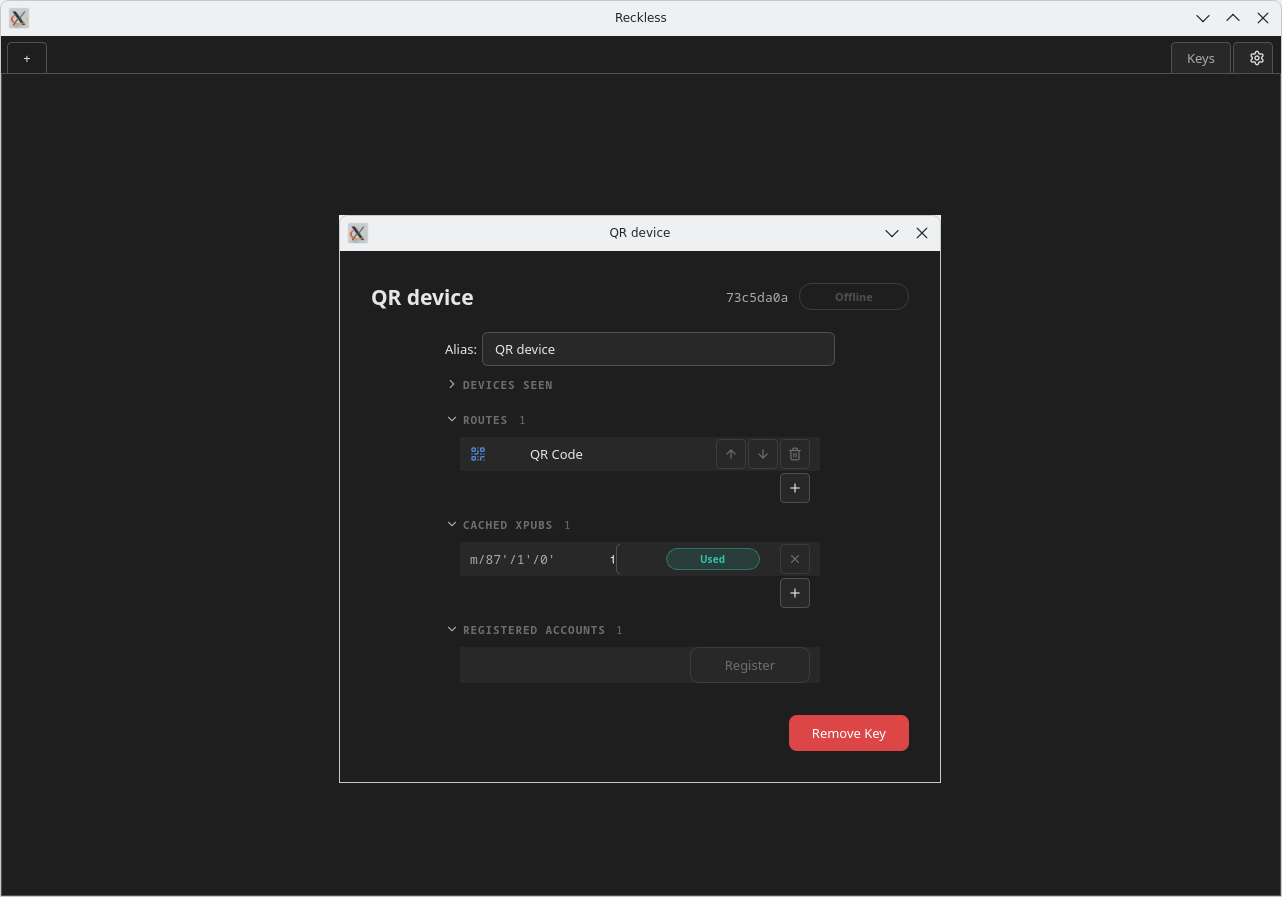 Reckless
+
Keys
QR device
QR device
73c5da0a
Offline
Alias:
QR device
DEVICES SEEN
ROUTES 1
QR Code
+
CACHED XPUBS 1
m/87'/1'/0'
Used
+
REGISTERED ACCOUNTS 1
Register
Remove Key